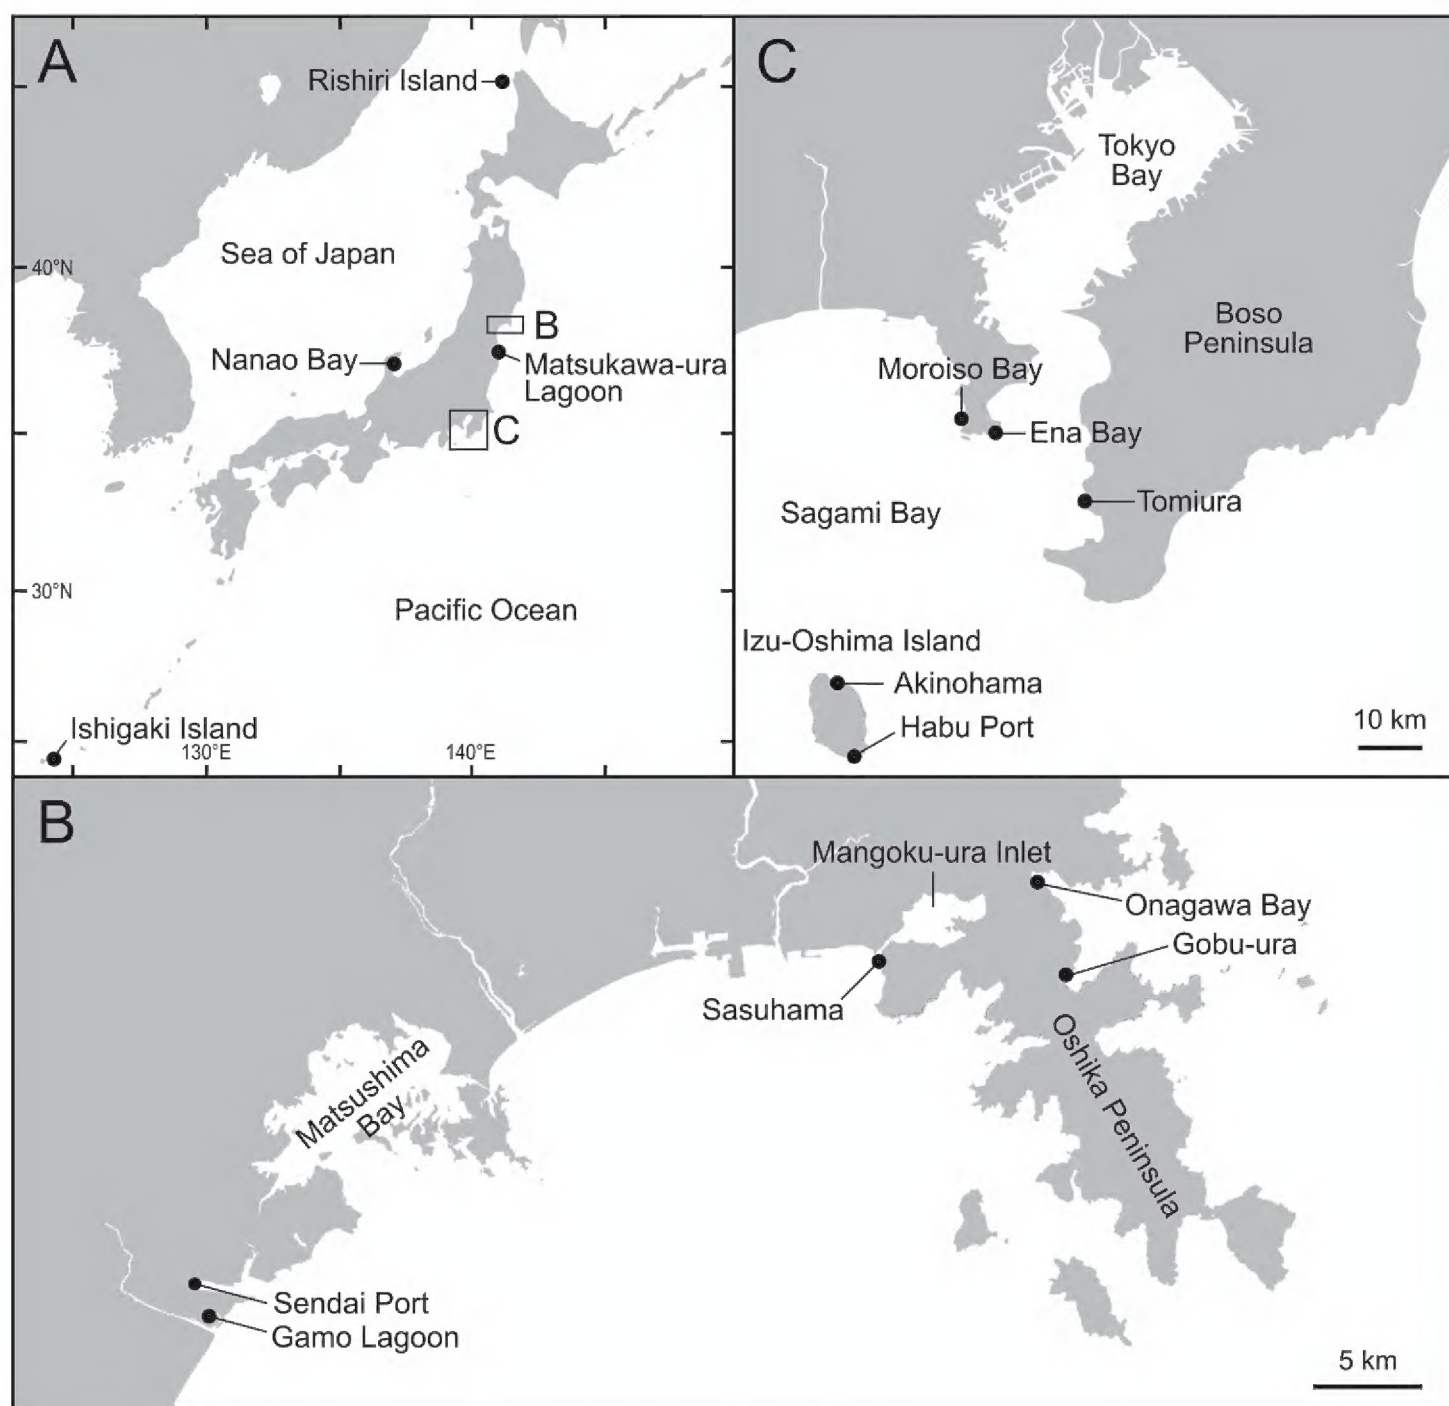 A
Rishiri Island
Sea of Japan
40°N
B
Nanao Bay
Matsukawa-ura
Lagoon
C
30°N
Pacific Ocean
Ishigaki Island
130°E
140°E
C
Tokyo
Bay
Boso
Peninsula
Moroiso Bay
Ena Bay
Tomiura
Sagami Bay
Izu-Oshima Island
Akinohama
Habu Port
10 km
B
Mangoku-ura Inlet
Onagawa Bay
Gobu-ura
Sasuhama
Oshika Peninsula
Matsushima
Bay
Sendai Port
Gamo Lagoon
5 km